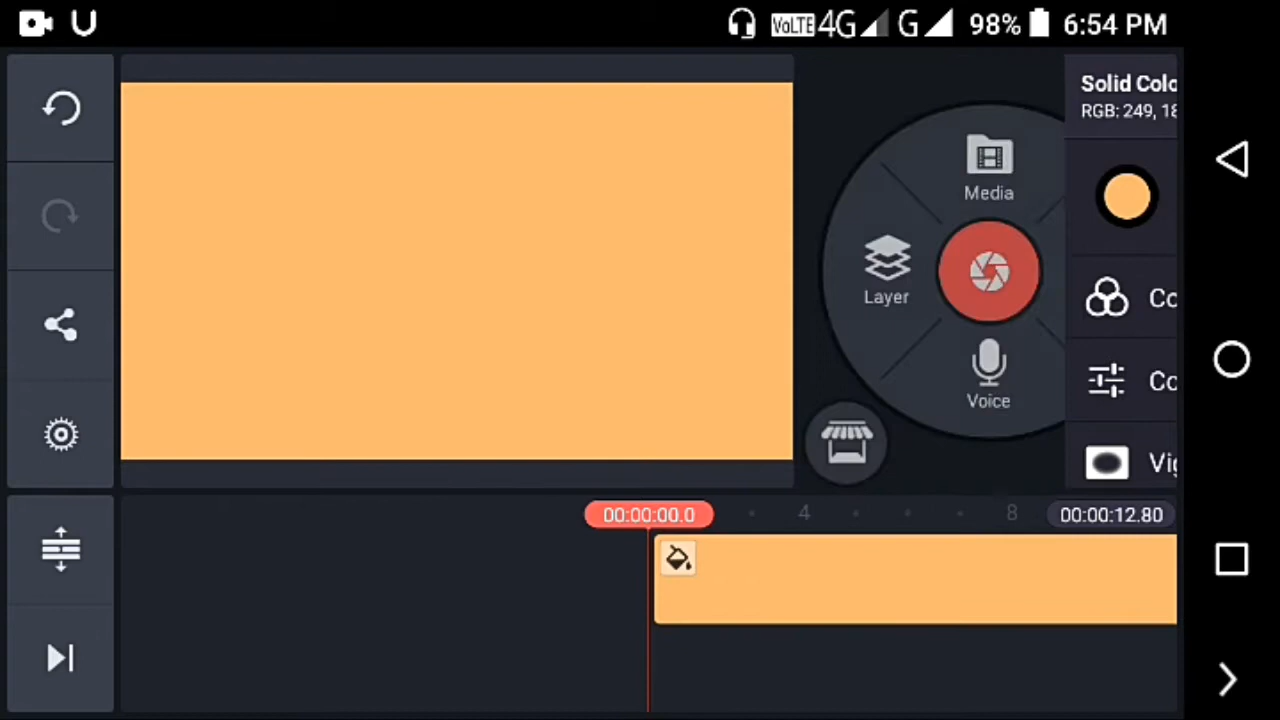 VoLTE 4G G 98% 6:54 PM
Solid Colo
RGB: 249, 18
Media
Layer
Co
Co
Voice
Vig
00:00:00.0 4 8 00:00:12.80